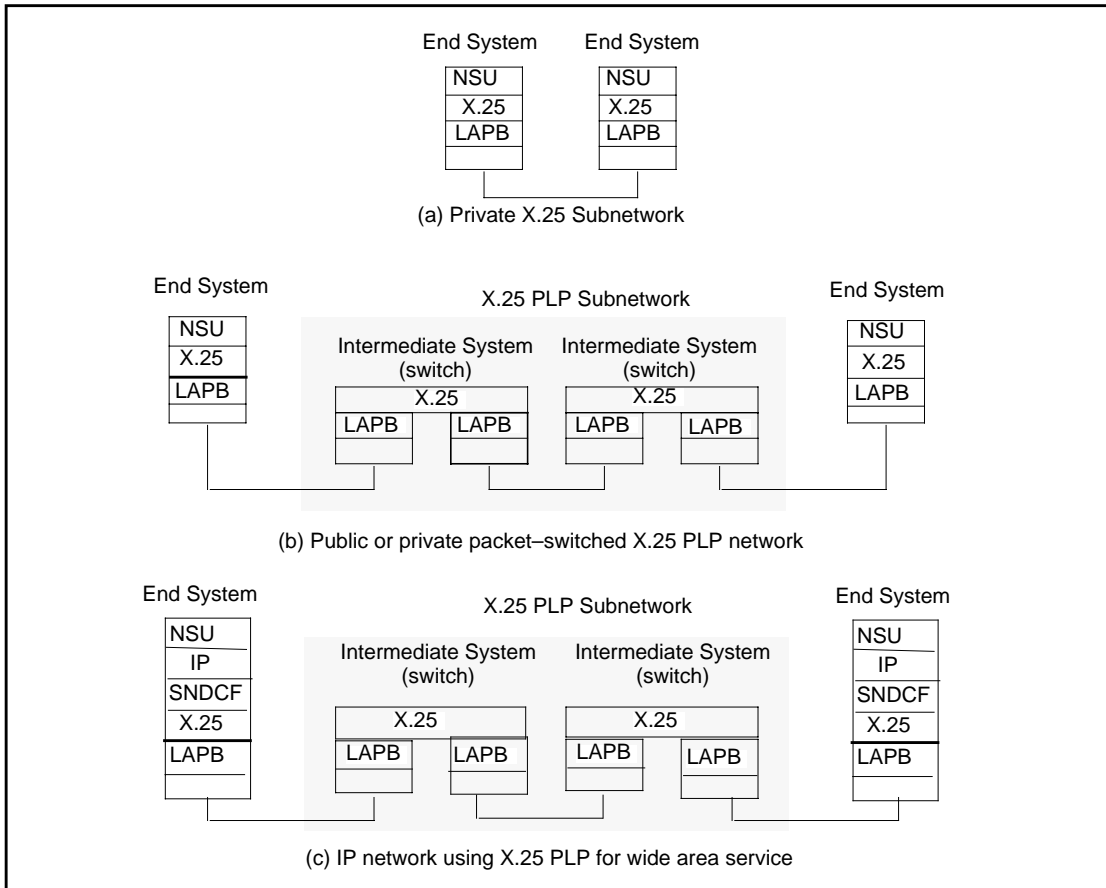 End System End System
NSU NSU
X.25 X.25
LAPB LAPB
(a) Private X.25 Subnetwork
End System End System
X.25 PLP Subnetwork
NSU NSU
Intermediate System Intermediate System
(switch) (switch)
X.25 X.25
X.25 X.25
LAPB LAPB
LAPB LAPB LAPB LAPB
(b) Public or private packet–switched X.25 PLP network
End System End System
X.25 PLP Subnetwork
NSU NSU
Intermediate System Intermediate System
(switch) (switch)
IP IP
SNDCF SNDCF
X.25 X.25 X.25 X.25
LAPB LAPB LAPB LAPB LAPB LAPB
(c) IP network using X.25 PLP for wide area service